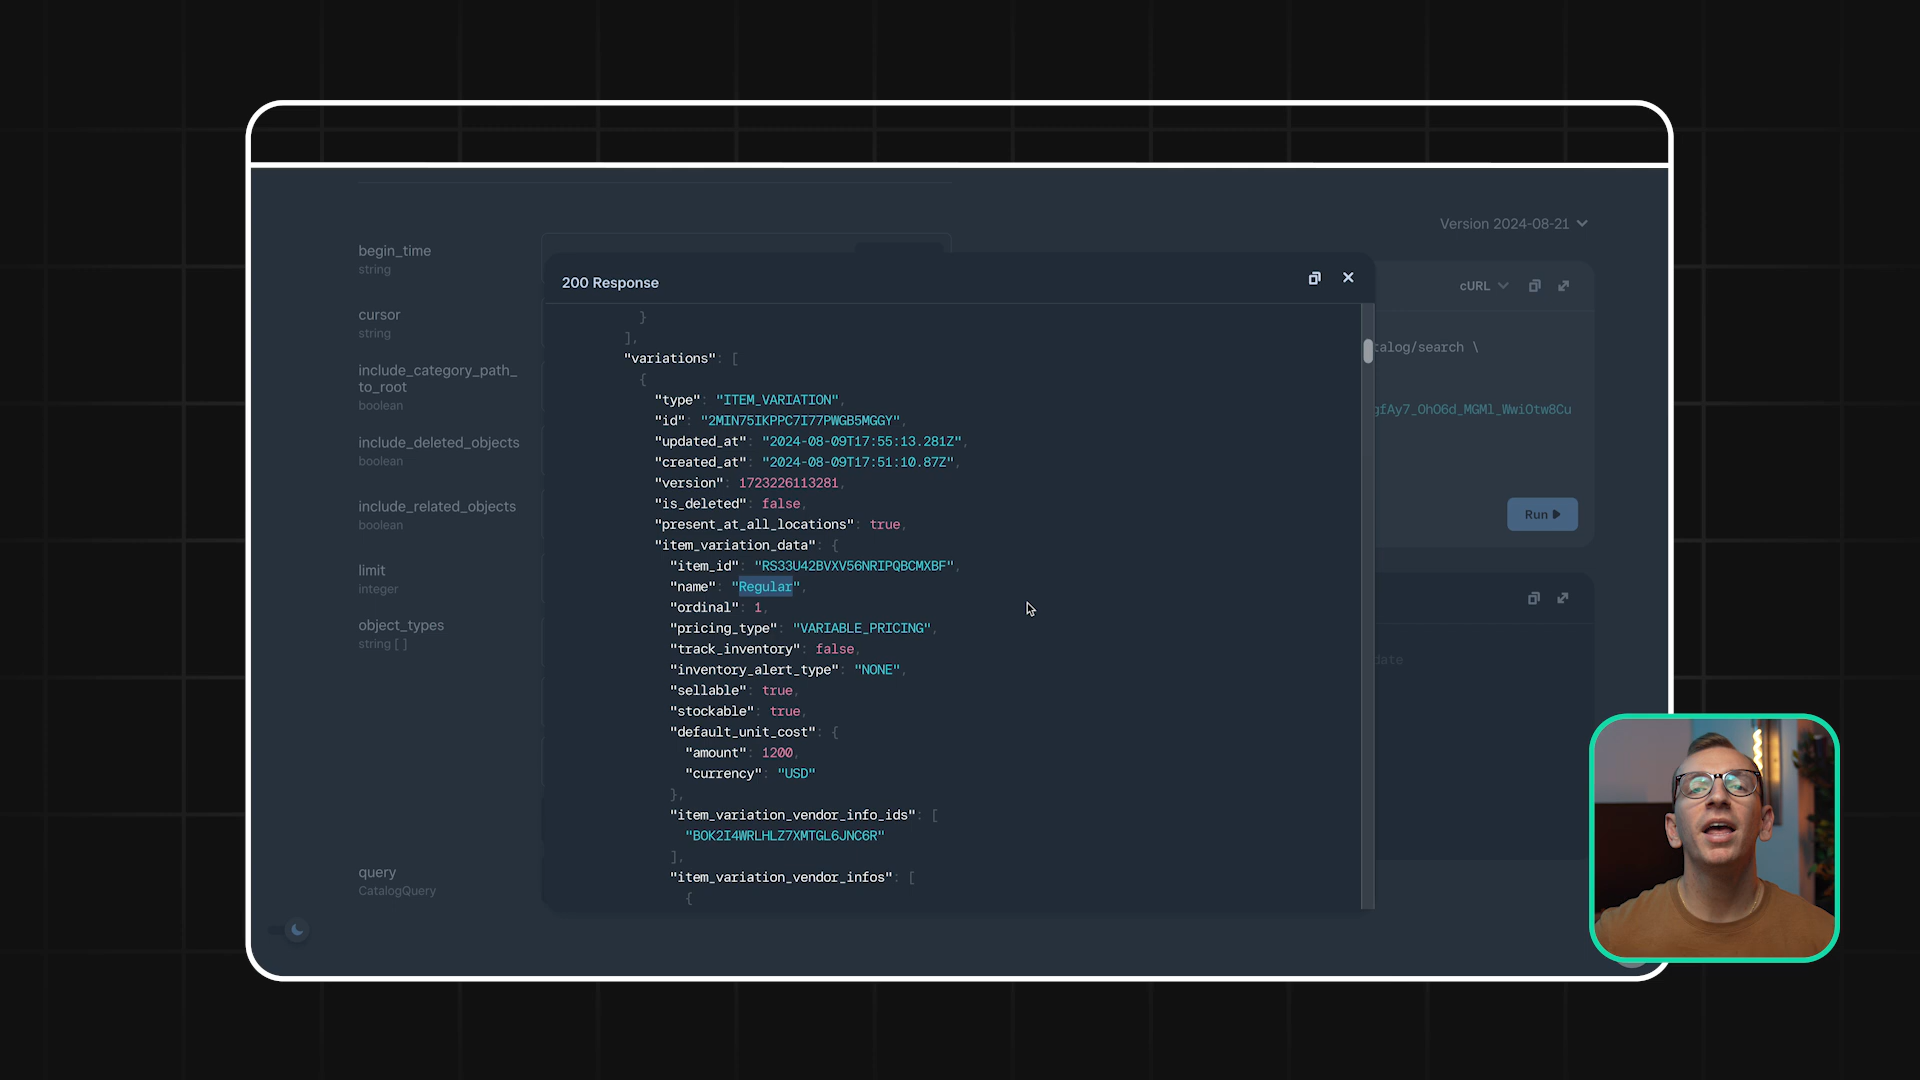 Version 2024-08-21
begin_time
string
cursor
string
include_category_path_
to_root
boolean
include_deleted_objects
boolean
include_related_objects
boolean
limit
integer
object_types
string [ ]
query
CatalogQuery
200 Response
}
],
"variations": [
{
"type": "ITEM_VARIATION",
"id": "2MIN75IKPPC7I77PWGB5MGGY",
"updated_at": "2024-08-09T17:55:13.281Z",
"created_at": "2024-08-09T17:51:10.87Z",
"version": 1723226113281,
"is_deleted": false,
"present_at_all_locations": true,
"item_variation_data": {
"item_id": "RS33U42BVXV56NRIPQBCMXBF",
"name": "Regular",
"ordinal": 1,
"pricing_type": "VARIABLE_PRICING",
"track_inventory": false,
"inventory_alert_type": "NONE",
"sellable": true,
"stockable": true,
"default_unit_cost": {
"amount": 1200,
"currency": "USD"
},
"item_variation_vendor_info_ids": [
"BOK2I4WRLHLZ7XMTGL6JNC6R"
],
"item_variation_vendor_infos": [
{
cURL
talog/search \
gfAy7_OhO6d_MGMl_WwiOtw8Cu
Run
date